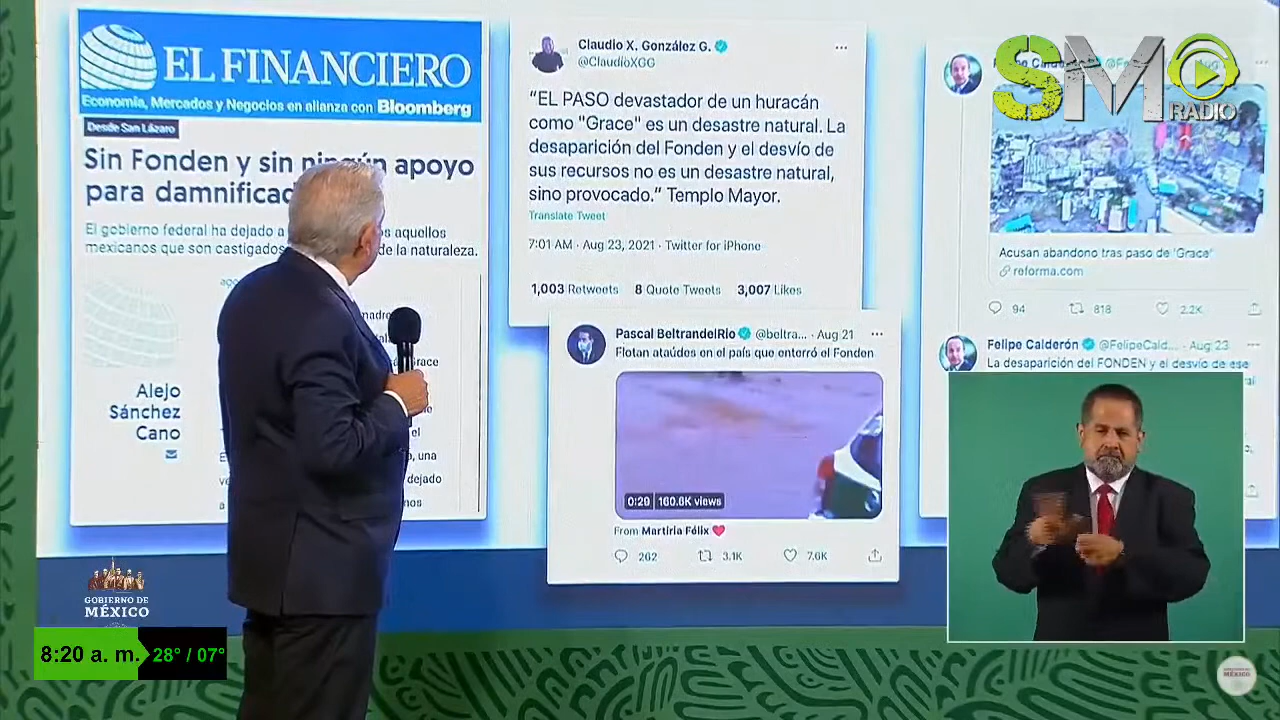 EL FINANCIERO
Economía, Mercados y Negocios en alianza con Bloomberg
Desde San Lázaro
Sin Fonden y sin ningún apoyo
para damnificad
El gobierno federal ha dejado a
s aquellos
mexicanos que son castigados
de la naturaleza.
Alejo
Sánchez
Cano
Claudio X. González G.
@ClaudioXGG
“EL PASO devastador de un huracán
como "Grace" es un desastre natural. La
desaparición del Fonden y el desvío de
sus recursos no es un desastre natural,
sino provocado.” Templo Mayor.
Translate Tweet
7:01 AM · Aug 23, 2021 · Twitter for iPhone
1,003 Retweets 8 Quote Tweets 3,007 Likes
Pascal BeltrandelRío @beltra... · Aug 21
Flotan ataúdes en el país que enterró el Fonden
0:20 160.6K views
From Martiria Félix
262 3.1K 7.6K
SM
RADIO
Acusan abandono tras paso de "Grace"
reforma.com
94 818 2.2K
Felipe Calderón @FelipeCald... · Aug 23
La desaparición del FONDEN y el desvío de ese
GOBIERNO DE
MÉXICO
8:20 a. m. 28° / 07°
MÉXICO